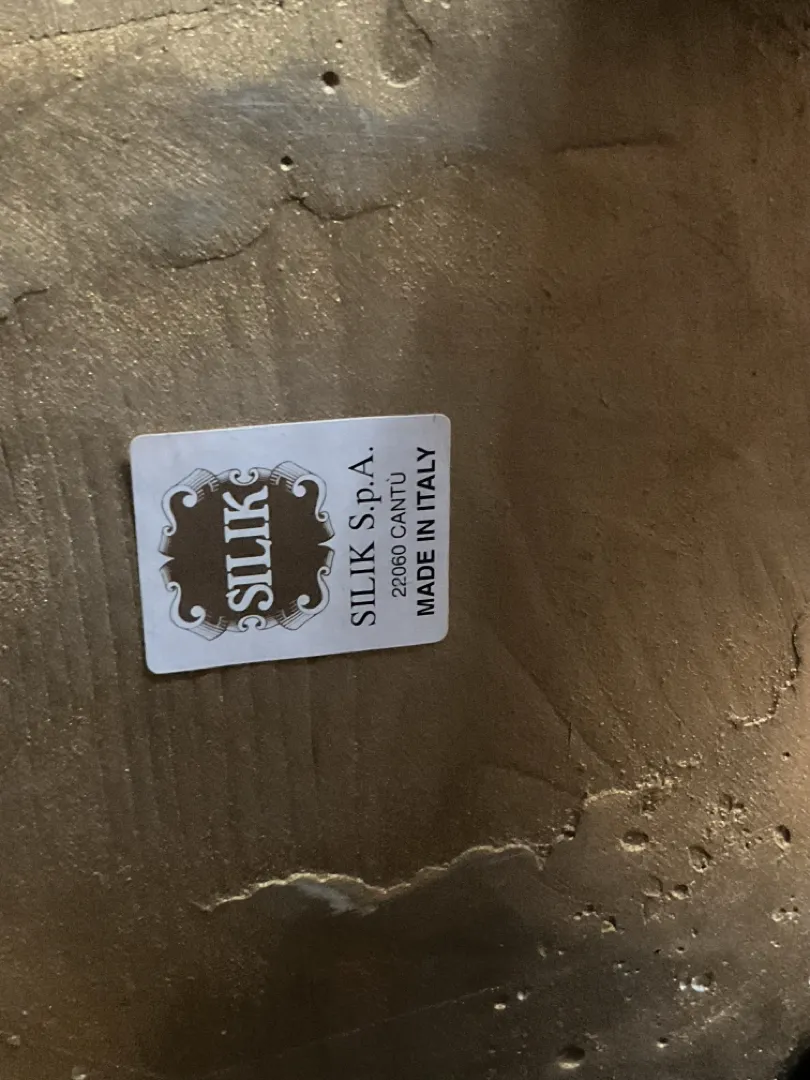 SILIK
SILIK S.p.A.
22060 CANTÙ
MADE IN ITALY